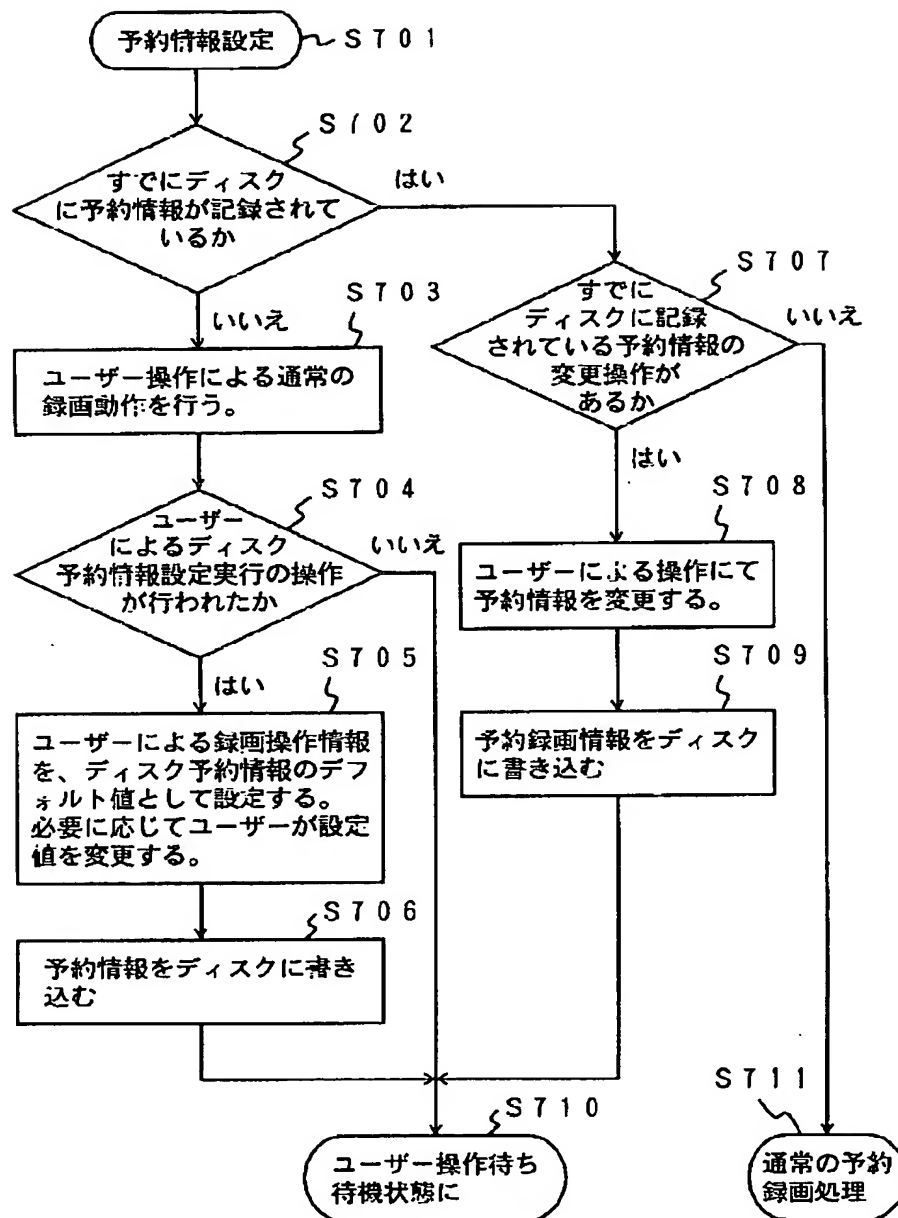 予約情報設定
S701
S702
すでにディスク
に予約情報が記録されて
いるか
はい
いいえ
S703
ユーザー操作による通常の
録画動作を行う。
S704
ユーザー
によるディスク
予約情報設定実行の操作
が行われたか
いいえ
はい
S705
ユーザーによる録画操作情報
を、ディスク予約情報のデフ
ォルト値として設定する。
必要に応じてユーザーが設定
値を変更する。
S706
予約情報をディスクに書き
込む
S707
すでに
ディスクに記録
されている予約情報の
変更操作が
あるか
いいえ
はい
S708
ユーザーによる操作にて
予約情報を変更する。
S709
予約録画情報をディスク
に書き込む
S710
ユーザー操作待ち
待機状態に
S711
通常の予約
録画処理